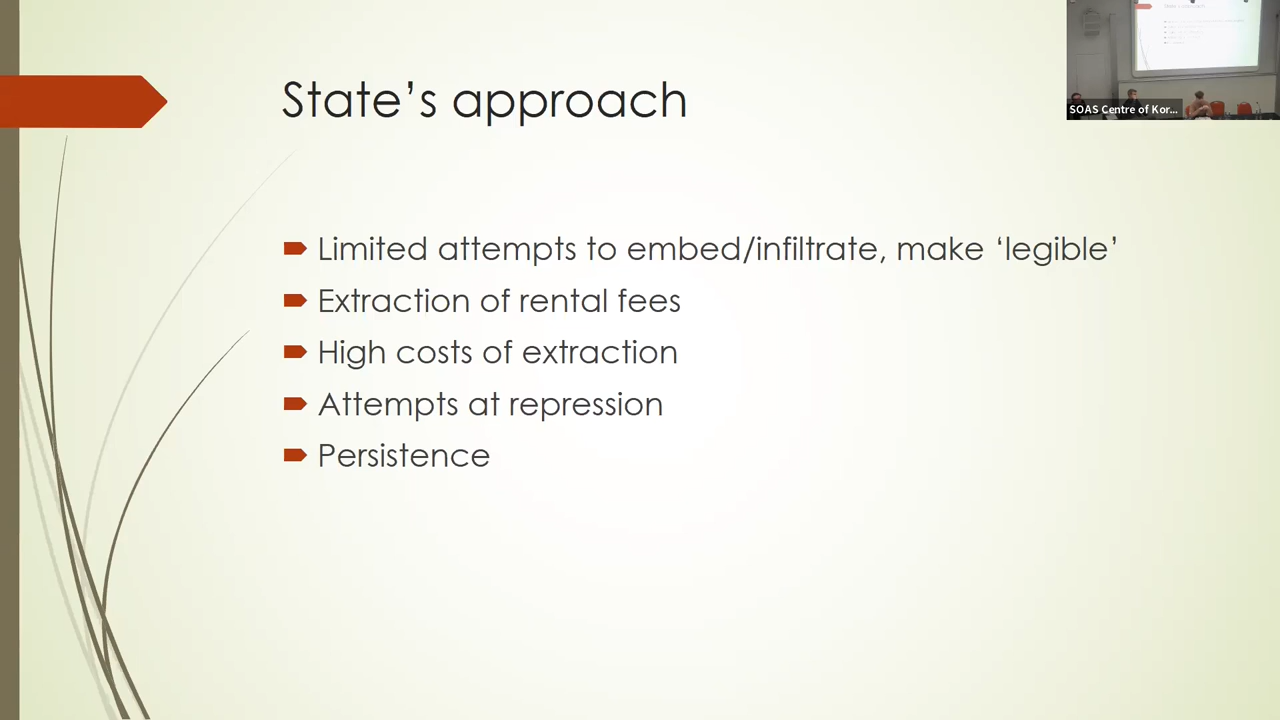 State’s approach
SOAS Centre of Kor...
Limited attempts to embed/infiltrate, make ‘legible’
Extraction of rental fees
High costs of extraction
Attempts at repression
Persistence